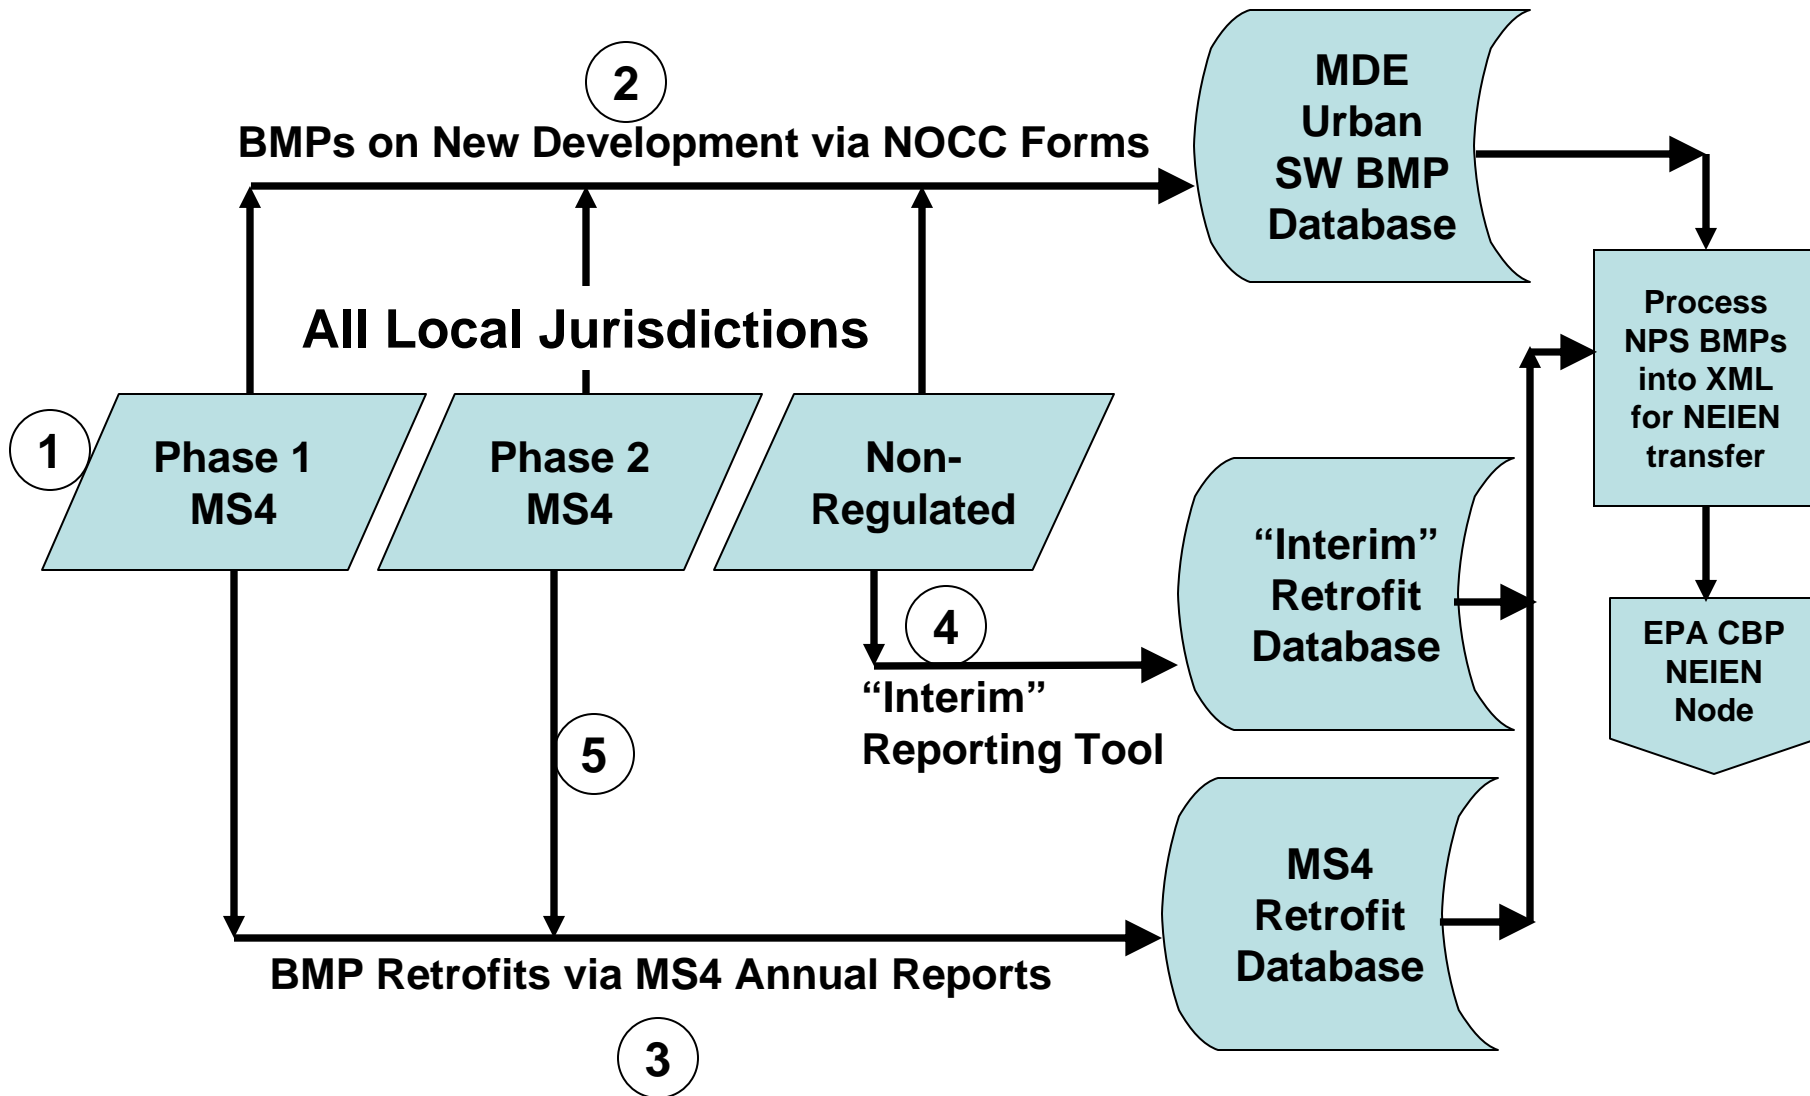 2
BMPs on New Development via NOCC Forms
MDE
Urban
SW BMP
Database
All Local Jurisdictions
1
Phase 1
MS4
Phase 2
MS4
Non-
Regulated
Process
NPS BMPs
into XML
for NEIEN
transfer
4
“Interim”
Reporting Tool
“Interim”
Retrofit
Database
EPA CBP
NEIEN
Node
5
BMP Retrofits via MS4 Annual Reports
3
MS4
Retrofit
Database